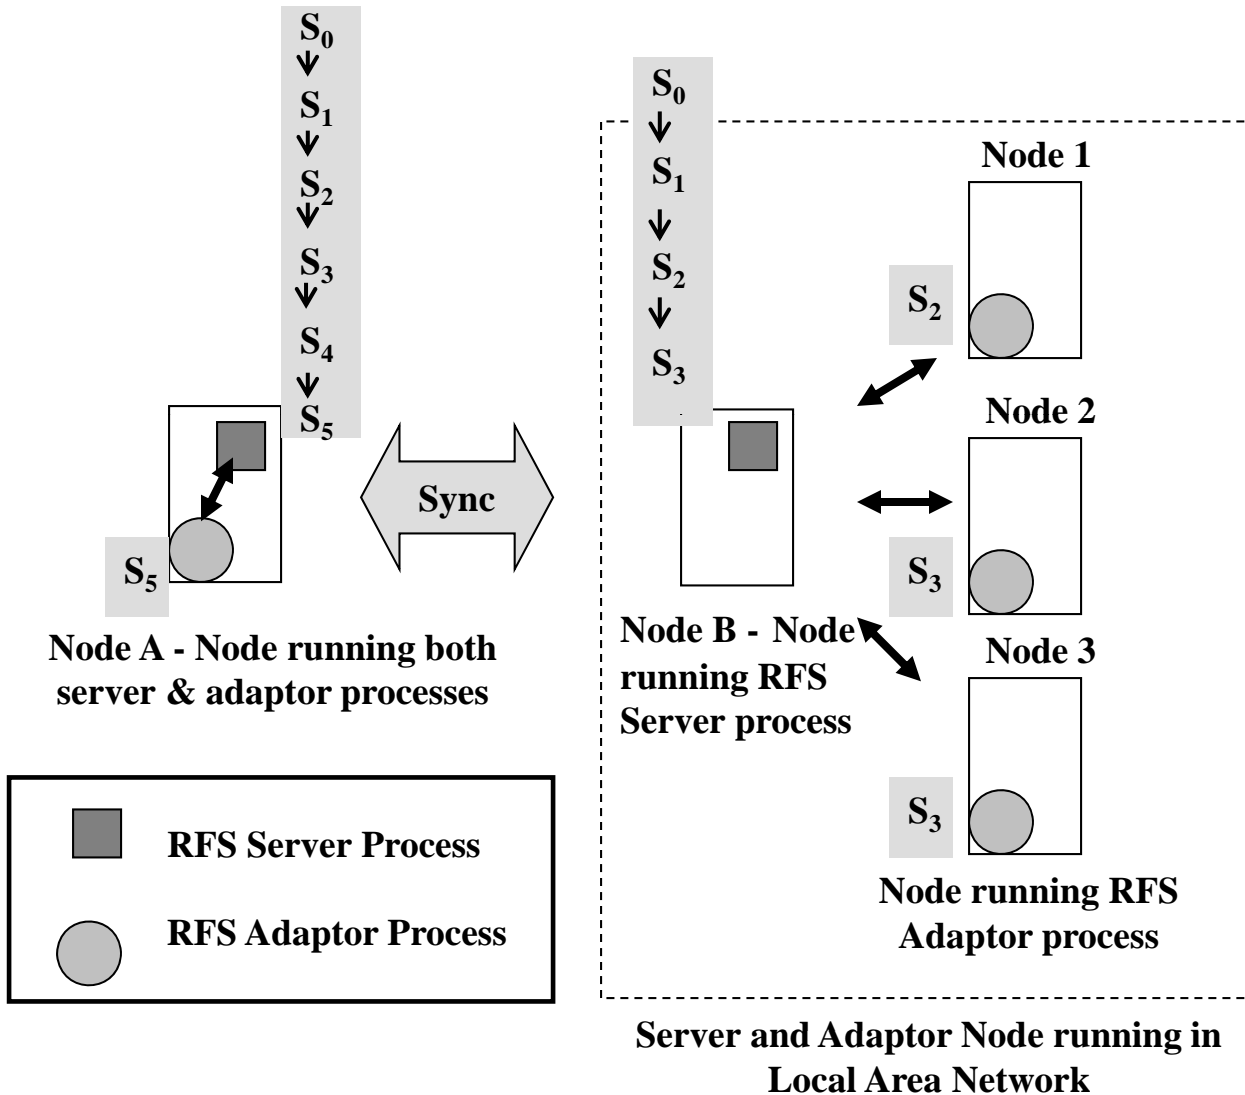 S0
S1
S2
S3
S4
S5
S5
Node A - Node running both
server & adaptor processes
Sync
S0
S1
S2
S3
Node B - Node
running RFS
Server process
Node 1
S2
Node 2
S3
Node 3
S3
Node running RFS
Adaptor process
Server and Adaptor Node running in
Local Area Network
RFS Server Process
RFS Adaptor Process